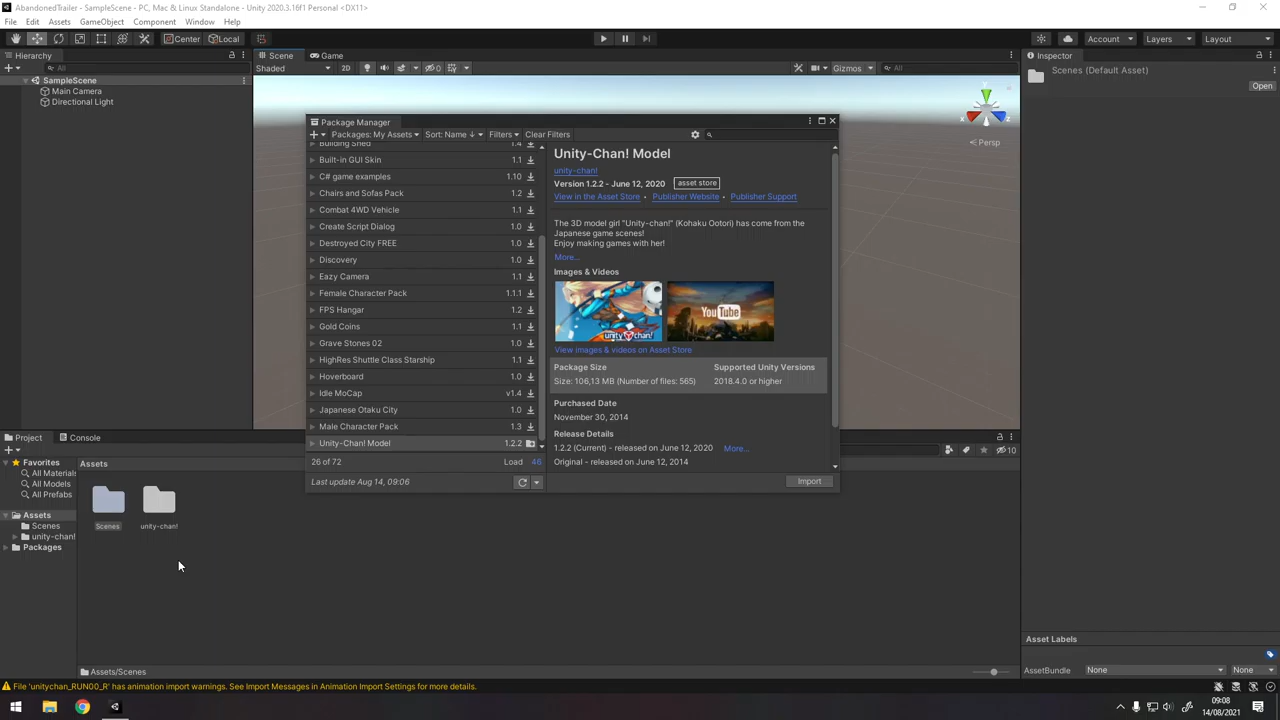 AbandonedTrailer - SampleScene - PC, Mac & Linux Standalone - Unity 2020.3.16f1 Personal <DX11>
File Edit Assets GameObject Component Window Help
Center Local Account Layers Layout
Hierarchy Scene Game Inspector
All Shaded 2D Gizmos All Scenes (Default Asset)
Open
SampleScene
Main Camera
Directional Light
Persp
x
Package Manager
Packages: My Assets Sort: Name ↓ Filters Clear Filters
Building Shed 1.4
Built-in GUI Skin 1.1
C# game examples 1.10
Chairs and Sofas Pack 1.2
Combat 4WD Vehicle 1.1
Create Script Dialog 1.0
Destroyed City FREE 1.0
Discovery 1.0
Eazy Camera 1.1
Female Character Pack 1.1.1
FPS Hangar 1.2
Gold Coins 1.1
Grave Stones 02 1.0
HighRes Shuttle Class Starship 1.1
Hoverboard 1.0
Idle MoCap v1.4
Japanese Otaku City 1.0
Male Character Pack 1.3
Unity-Chan! Model 1.2.2
26 of 72 Load 46
Last update Aug 14, 09:06
Unity-Chan! Model
unity-chan!
Version 1.2.2 - June 12, 2020 asset store
View in the Asset Store • Publisher Website • Publisher Support
The 3D model girl "Unity-chan!" (Kohaku Ootori) has come from the
Japanese game scenes!
Enjoy making games with her!
More...
Images & Videos
unity chan!
YouTube
View images & videos on Asset Store
Package Size Supported Unity Versions
Size: 106,13 MB (Number of files: 565) 2018.4.0 or higher
Purchased Date
November 30, 2014
Release Details
1.2.2 (Current) - released on June 12, 2020 More...
Original - released on June 12, 2014
Import
Project Console
10
Favorites
All Materials
All Models
All Prefabs
Assets
Scenes
unity-chan!
Packages
Assets
Scenes unity-chan!
Assets/Scenes
Asset Labels
AssetBundle None None
File 'unitychan_RUN00_R' has animation import warnings. See Import Messages in Animation Import Settings for more details.
09:08
14/08/2021